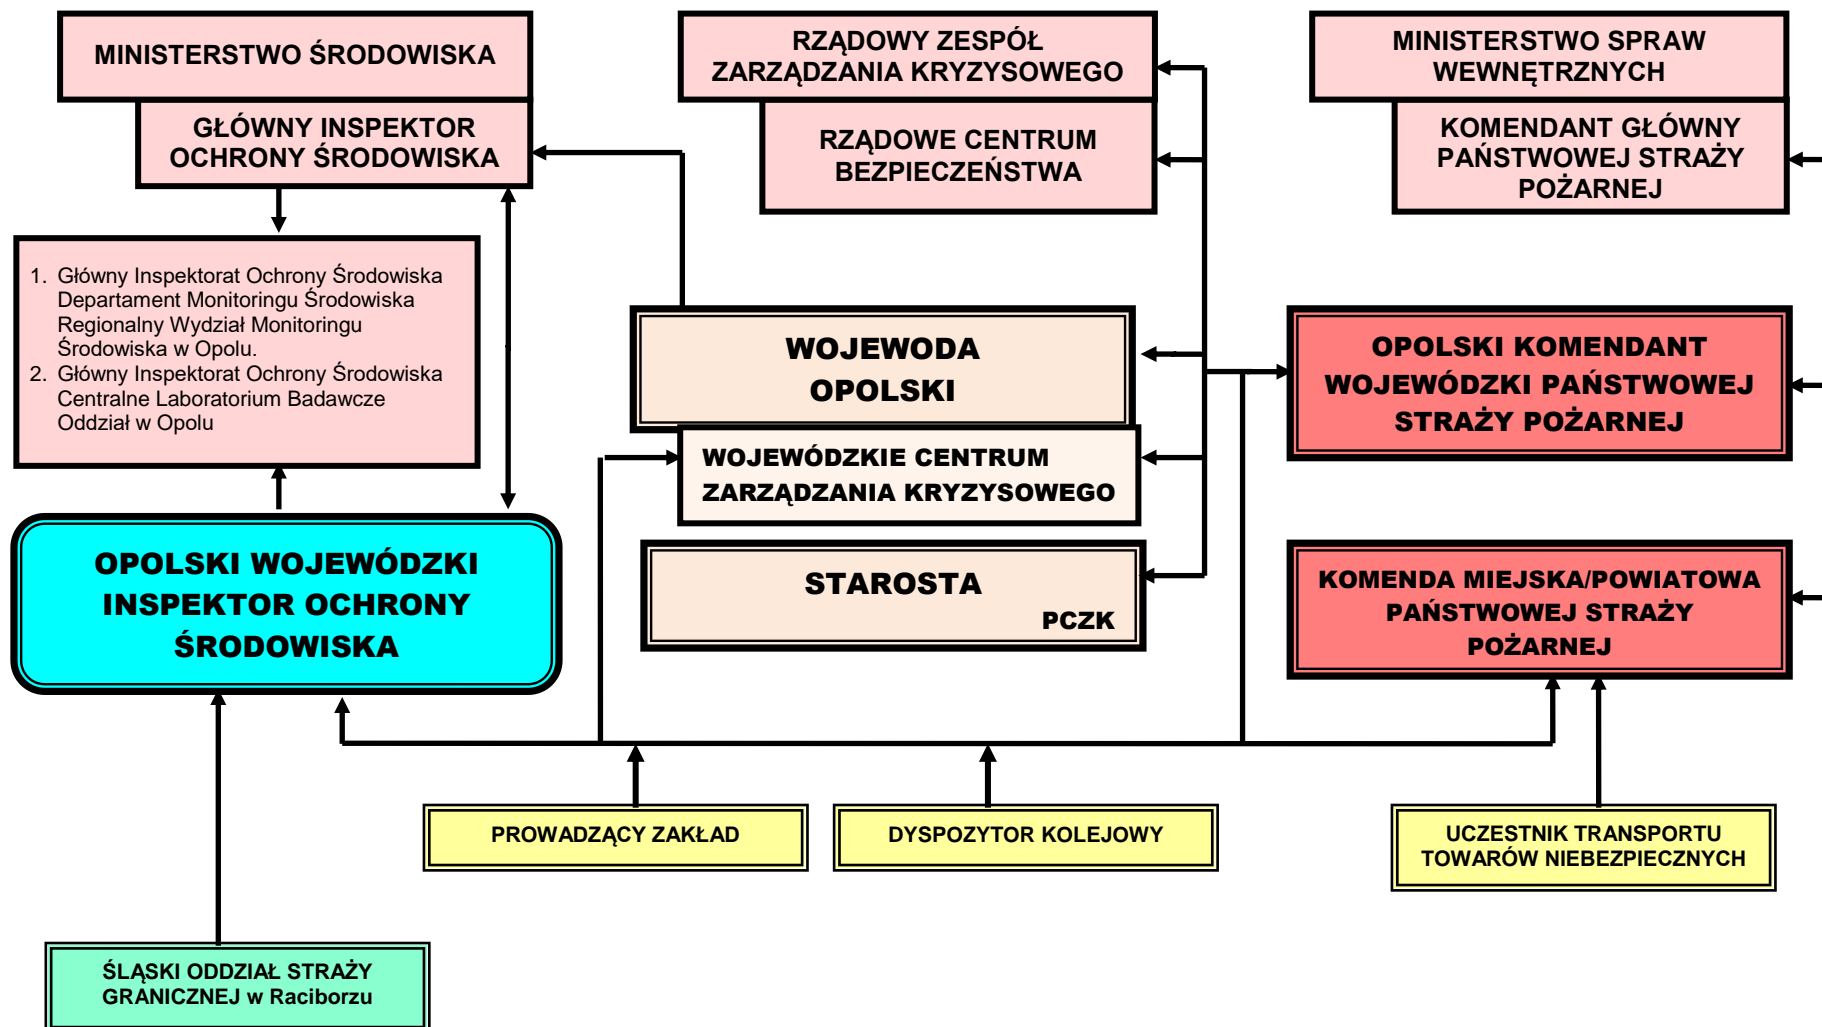 MINISTERSTWO ŚRODOWISKA
GŁÓWNY INSPEKTOR
OCHRONY ŚRODOWISKA
RZĄDOWY ZESPÓŁ
ZARZĄDZANIA KRYZYSOWEGO
RZĄDOWE CENTRUM
BEZPIECZEŃSTWA
MINISTERSTWO SPRAW
WEWNĘTRZNYCH
KOMENDANT GŁÓWNY
PAŃSTWOWEJ STRAŻY
POŻARNEJ
1. Główny Inspektorat Ochrony Środowiska
Departament Monitoringu Środowiska
Regionalny Wydział Monitoringu
Środowiska w Opolu.
2. Główny Inspektorat Ochrony Środowiska
Centralne Laboratorium Badawcze
Oddział w Opolu
WOJEWODA
OPOLSKI
WOJEWÓDZKIE CENTRUM
ZARZĄDZANIA KRYZYSOWEGO
OPOLSKI KOMENDANT
WOJEWÓDZKI PAŃSTWOWEJ
STRAŻY POŻARNEJ
OPOLSKI WOJEWÓDZKI
INSPEKTOR OCHRONY
ŚRODOWISKA
STAROSTA
PCZK
KOMENDA MIEJSKA/POWIATOWA
PAŃSTWOWEJ STRAŻY
POŻARNEJ
PROWADZĄCY ZAKŁAD
DYSPOZYTOR KOLEJOWY
UCZESTNIK TRANSPORTU
TOWARÓW NIEBEZPIECZNYCH
ŚLĄSKI ODDZIAŁ STRAŻY
GRANICZNEJ w Raciborzu